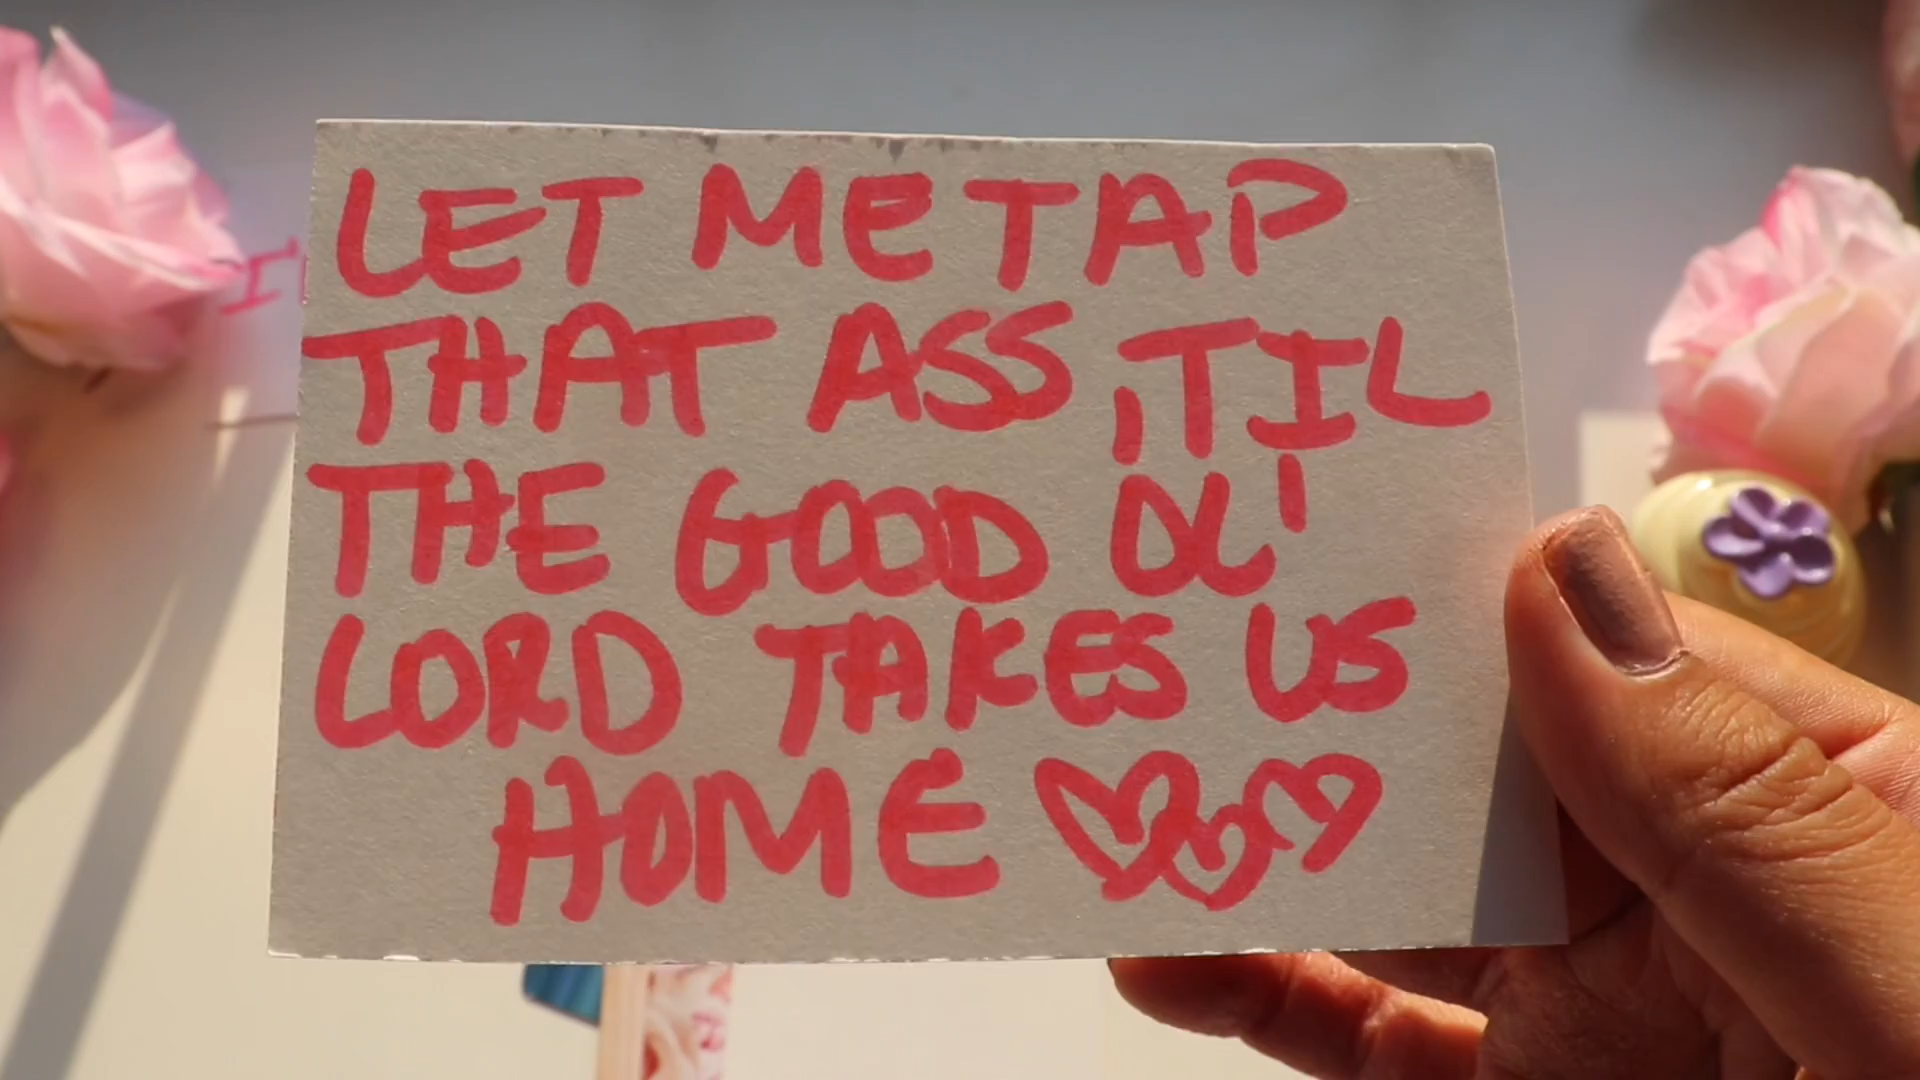 LET ME TAP
THAT ASS ,TIL
THE GOOD OL'
LORD TAKES US
HOME